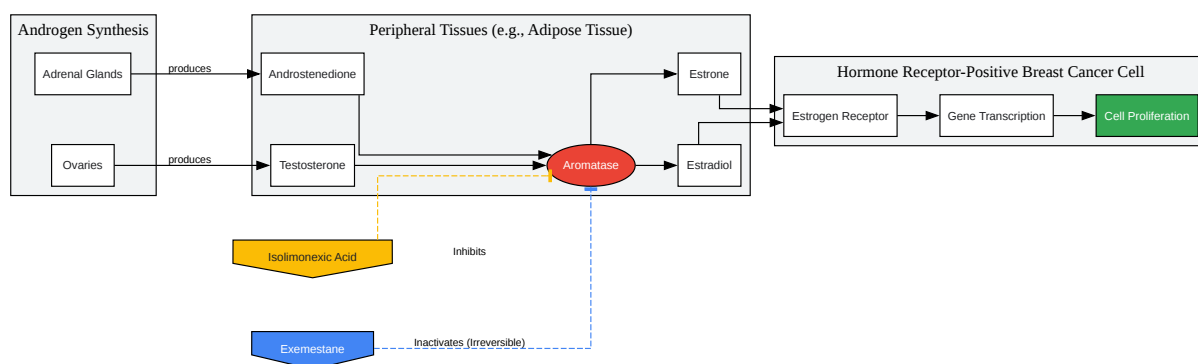 Androgen Synthesis
Peripheral Tissues (e.g., Adipose Tissue)
Hormone Receptor-Positive Breast Cancer Cell
Adrenal Glands
produces
Androstenedione
Estrone
Estrogen Receptor
Gene Transcription
Cell Proliferation
Ovaries
produces
Testosterone
Aromatase
Estradiol
Isolimonexic Acid
Inhibits
Exemestane
Inactivates (Irreversible)